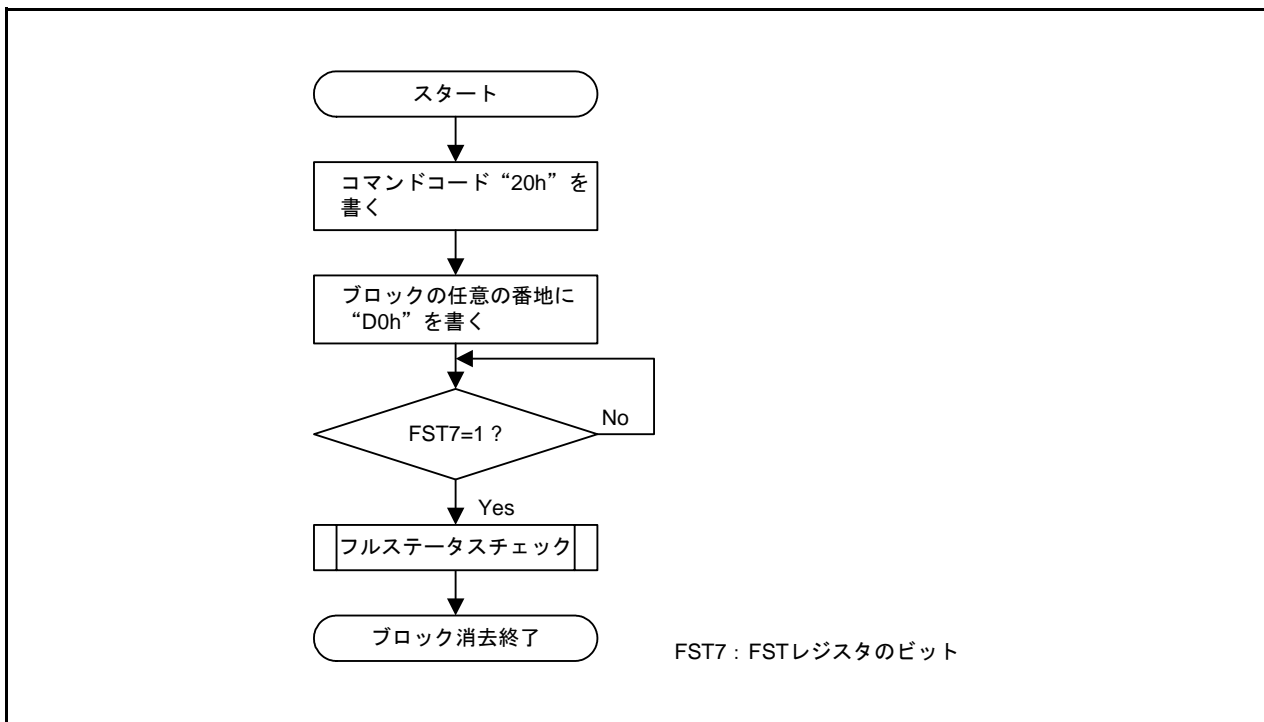 スタート
コマンドコード“20h”を
書く
ブロックの任意の番地に
“D0h”を書く
FST7=1 ?
No
Yes
フルステータスチェック
ブロック消去終了
FST7 : FSTレジスタのビット